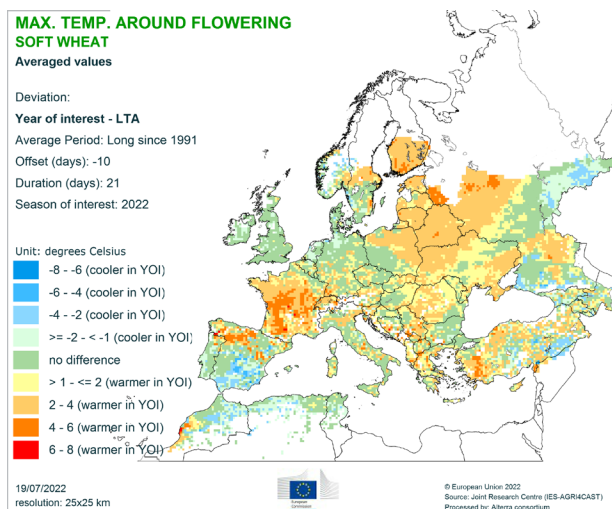 MAX. TEMP. AROUND FLOWERING
SOFT WHEAT
Averaged values
Deviation:
Year of interest - LTA
Average Period: Long since 1991
Offset (days): -10
Duration (days): 21
Season of interest: 2022
Unit: degrees Celsius
-8 - -6 (cooler in YOI)
-6 - -4 (cooler in YOI)
-4 - -2 (cooler in YOI)
>= -2 - < -1 (cooler in YOI)
no difference
> 1 - <= 2 (warmer in YOI)
2 - 4 (warmer in YOI)
4 - 6 (warmer in YOI)
6 - 8 (warmer in YOI)
19/07/2022
resolution: 25x25 km
European
Commission
© European Union 2022
Source: Joint Research Centre (IES-AGRI4CAST)
Processed by: Alterra consortium